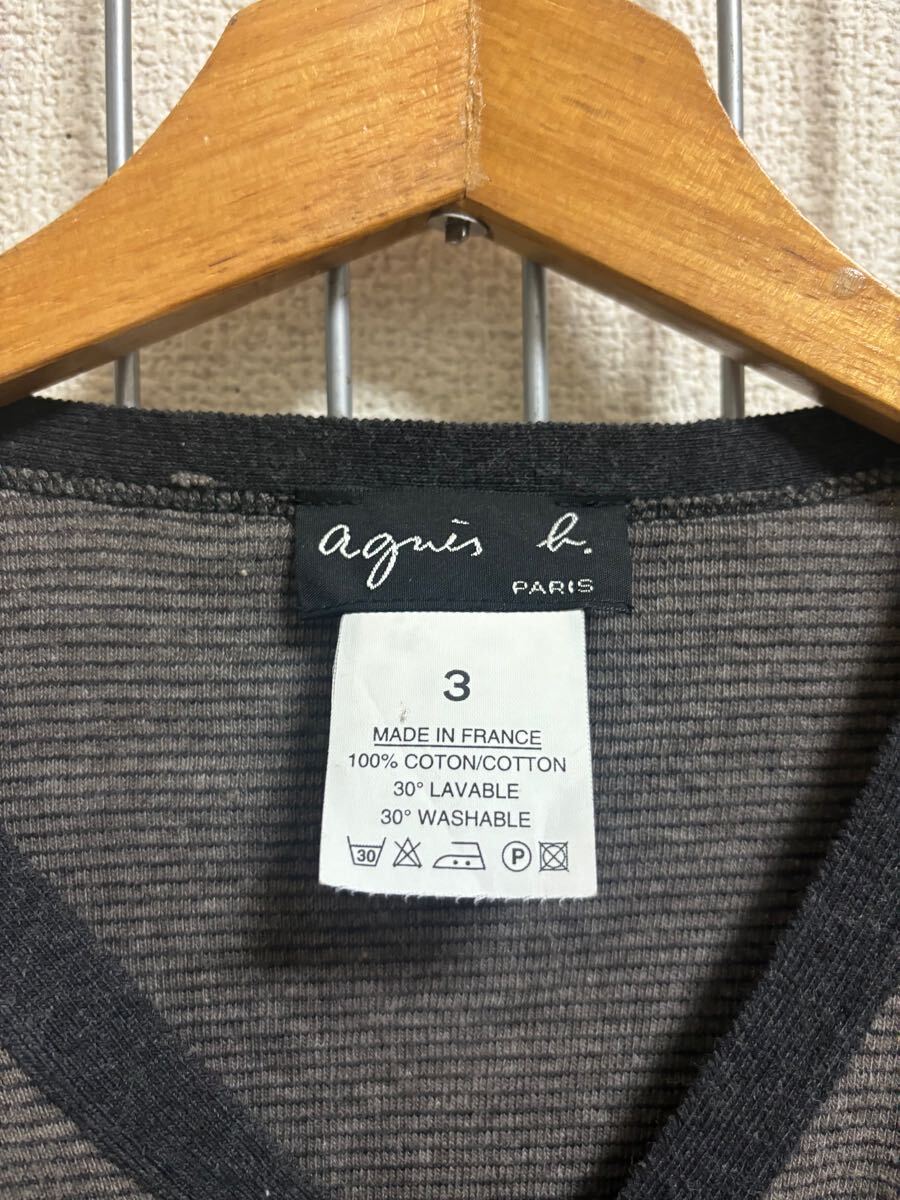 agnès b.
PARIS
3
MADE IN FRANCE
100% COTON/COTTON
30° LAVABLE
30° WASHABLE
30 P